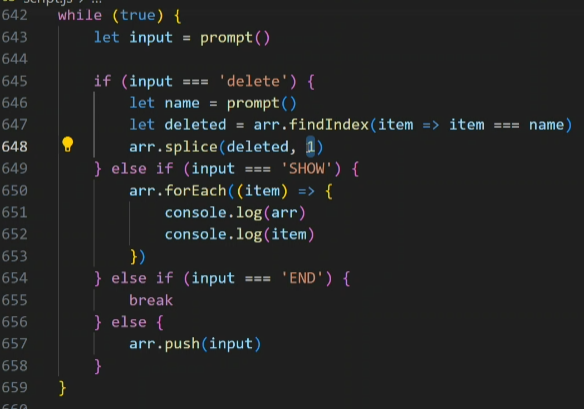 script.js > ...
642 while (true) {
643 let input = prompt()
644
645 if (input === 'delete') {
646 let name = prompt()
647 let deleted = arr.findIndex(item => item === name)
648 arr.splice(deleted, 1)
649 } else if (input === 'SHOW') {
650 arr.forEach((item) => {
651 console.log(arr)
652 console.log(item)
653 })
654 } else if (input === 'END') {
655 break
656 } else {
657 arr.push(input)
658 }
659 }
660